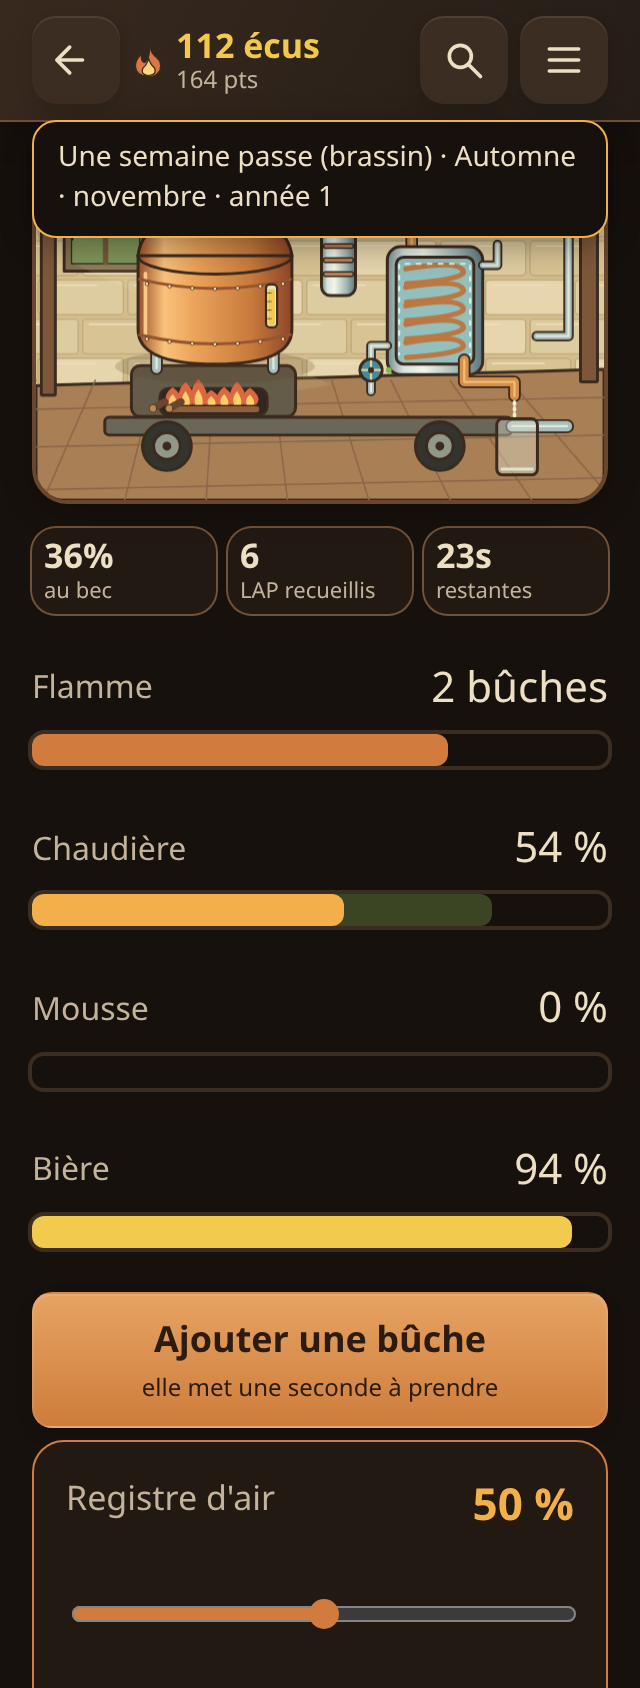 112 écus
164 pts
Une semaine passe (brassin) · Automne
· novembre · année 1
36%
au bec
6
LAP recueillis
23s
restantes
Flamme
2 bûches
Chaudière
54 %
Mousse
0 %
Bière
94 %
Ajouter une bûche
elle met une seconde à prendre
Registre d'air
50 %